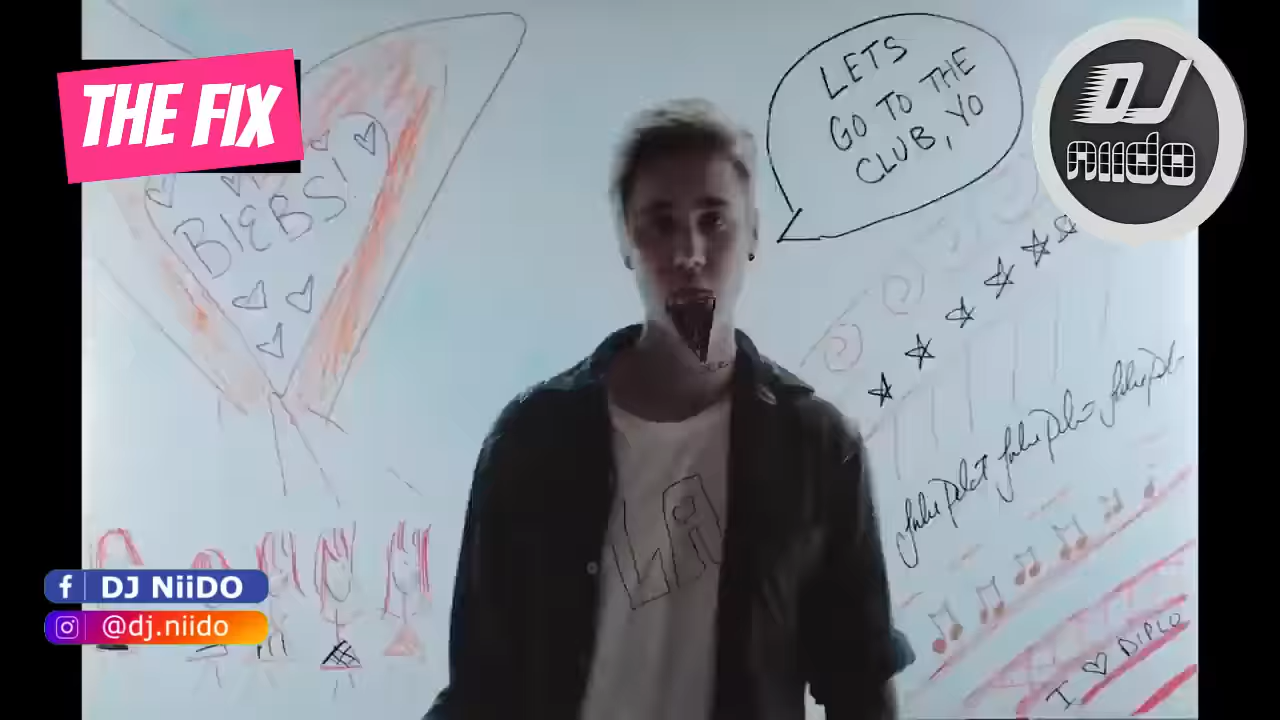 THE FIX
BIEBS!
LETS
GO TO THE
CLUB, YO
DJ
NiiDO
LA
I ♡ DIPLO
DJ NiiDO
@dj.niido